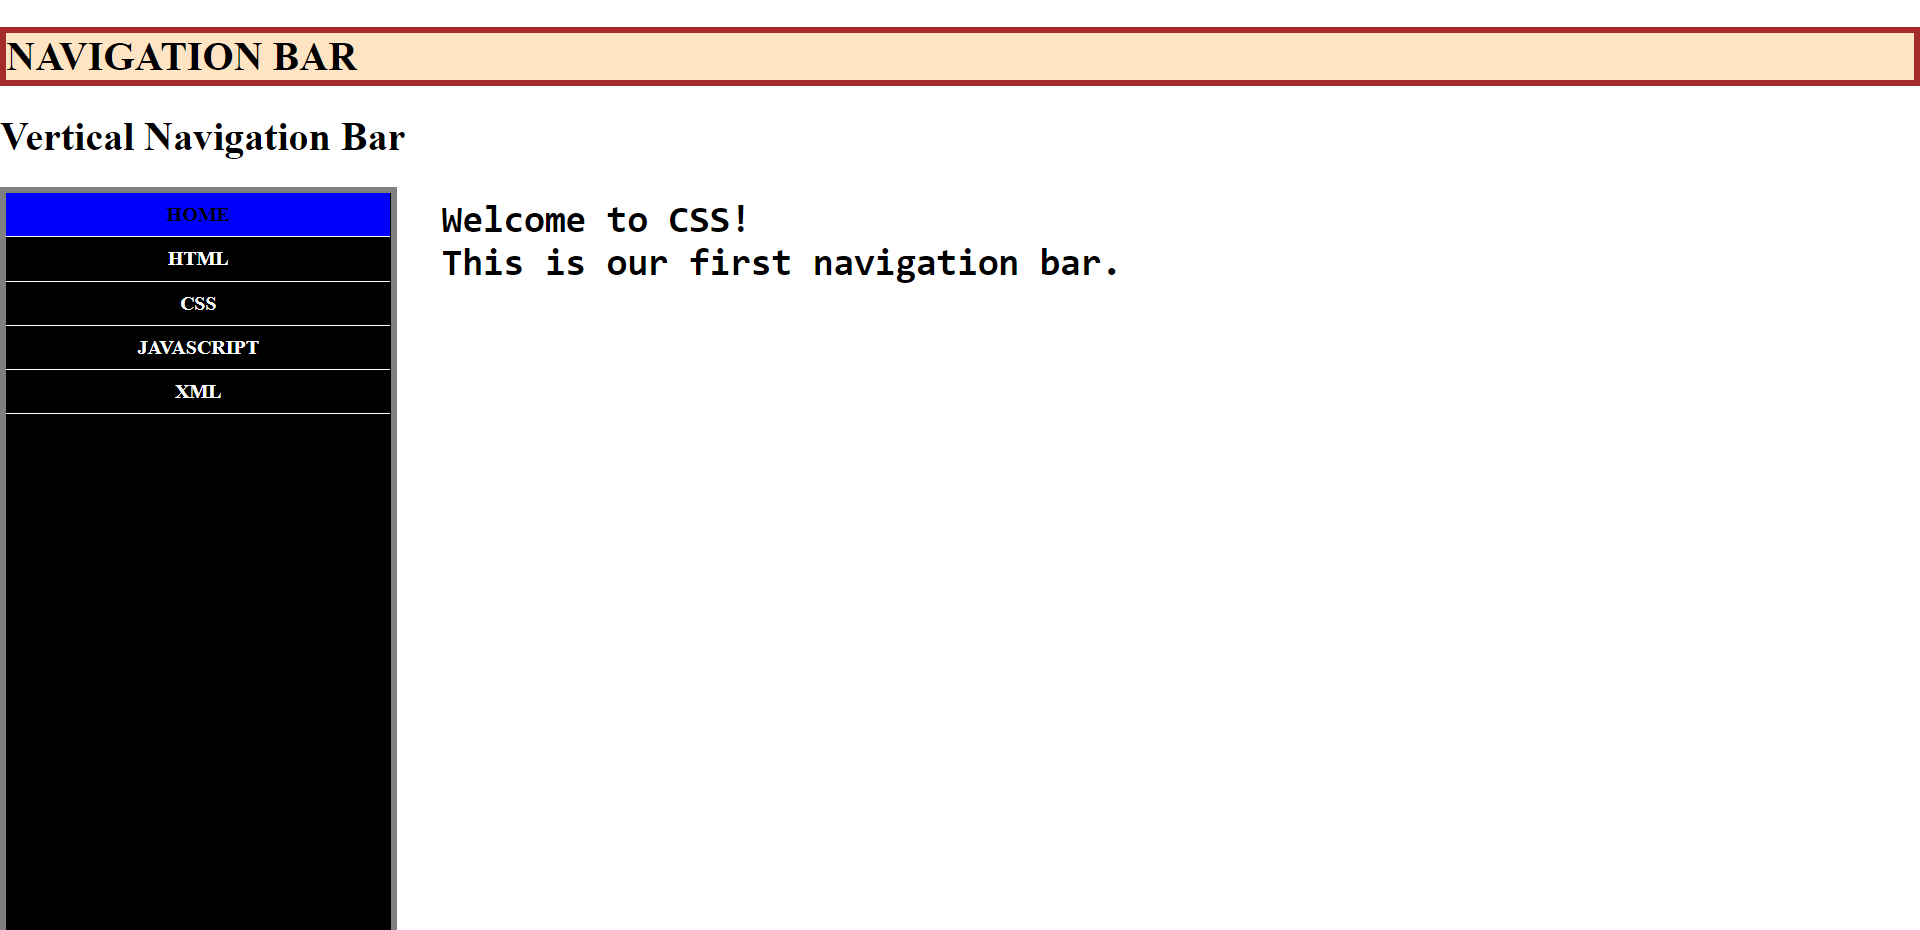 NAVIGATION BAR
Vertical Navigation Bar
HOME
HTML
CSS
JAVASCRIPT
XML
Welcome to CSS!
This is our first navigation bar.